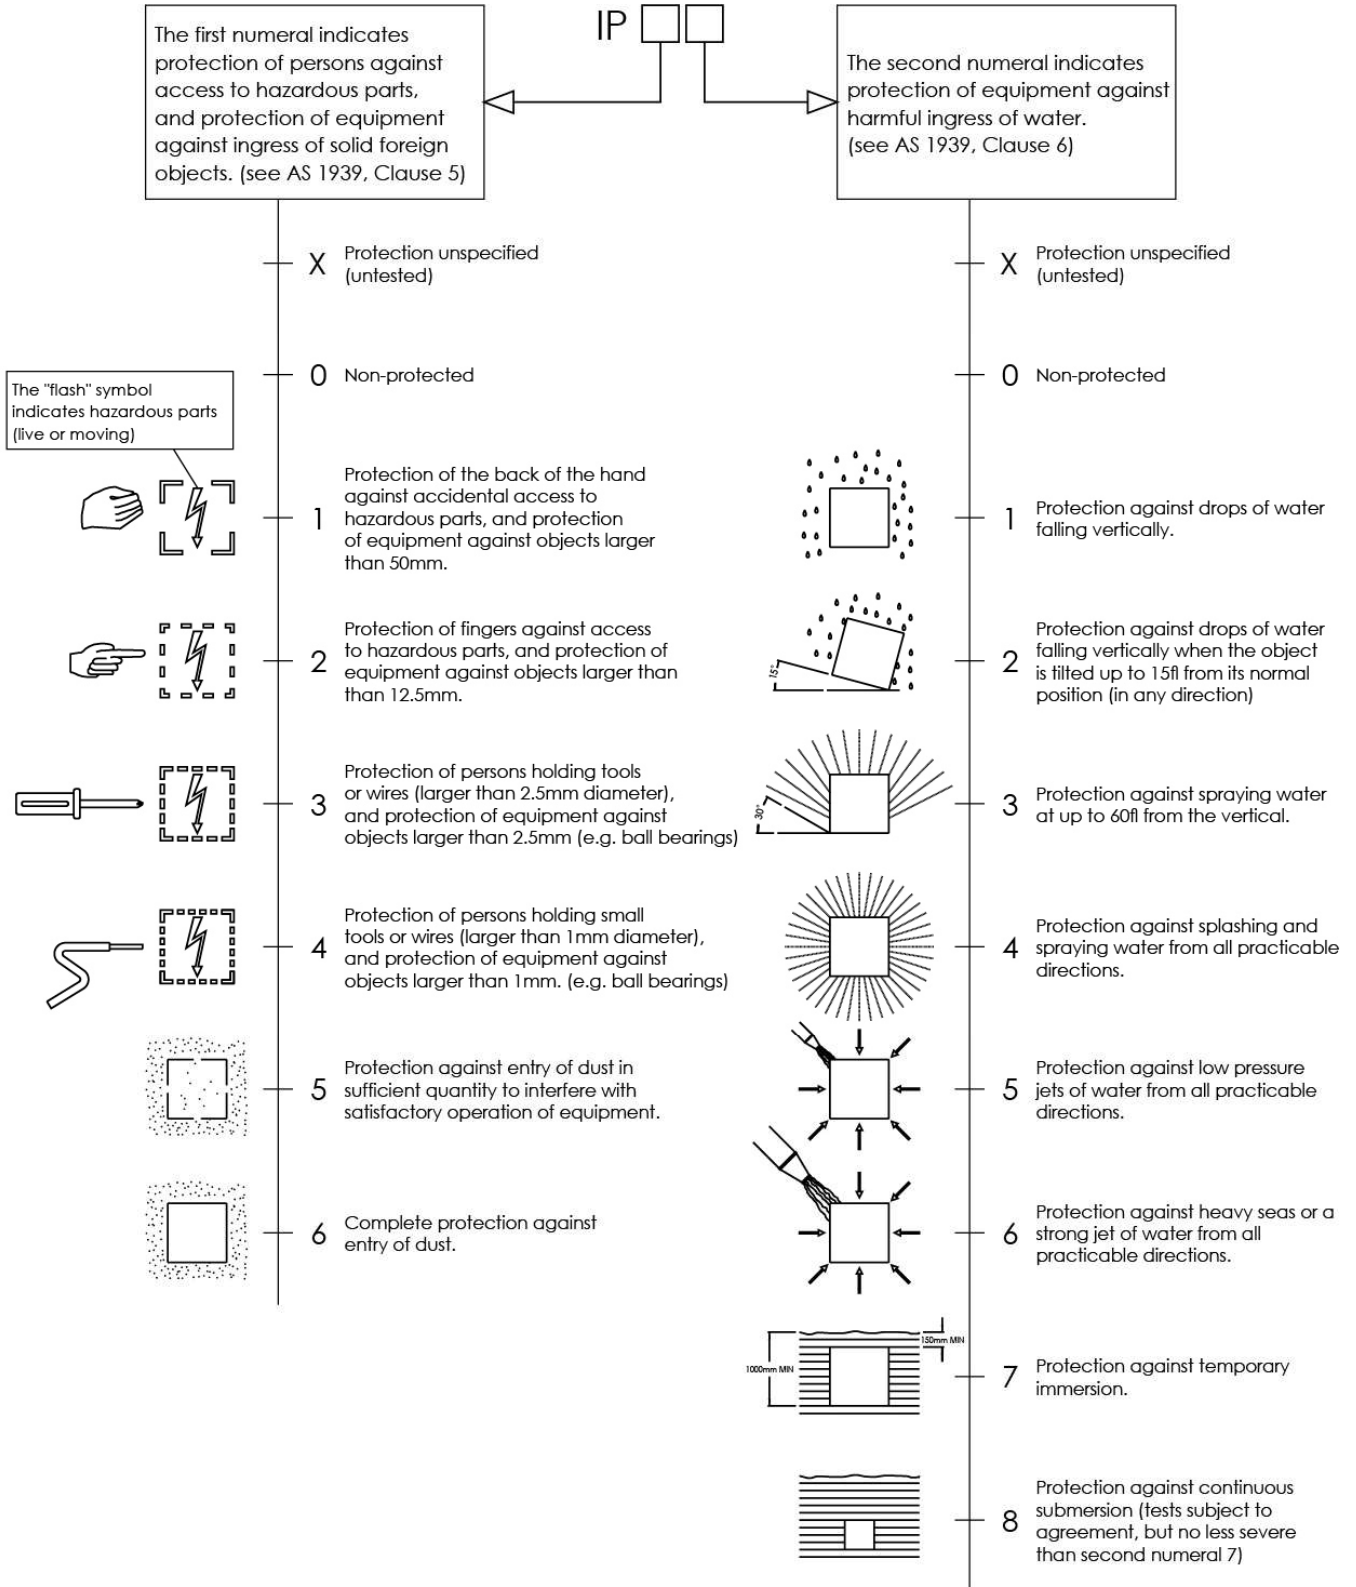 IP
The first numeral indicates
protection of persons against
access to hazardous parts,
and protection of equipment
against ingress of solid foreign
objects. (see AS 1939, Clause 5)
The second numeral indicates
protection of equipment against
harmful ingress of water.
(see AS 1939, Clause 6)
X Protection unspecified
(untested)
0 Non-protected
The "flash" symbol
indicates hazardous parts
(live or moving)
1 Protection of the back of the hand
against accidental access to
hazardous parts, and protection
of equipment against objects larger
than 50mm.
2 Protection of fingers against access
to hazardous parts, and protection of
equipment against objects larger than
than 12.5mm.
3 Protection of persons holding tools
or wires (larger than 2.5mm diameter),
and protection of equipment against
objects larger than 2.5mm (e.g. ball bearings)
4 Protection of persons holding small
tools or wires (larger than 1mm diameter),
and protection of equipment against
objects larger than 1mm. (e.g. ball bearings)
5 Protection against entry of dust in
sufficient quantity to interfere with
satisfactory operation of equipment.
6 Complete protection against
entry of dust.
X Protection unspecified
(untested)
0 Non-protected
1 Protection against drops of water
falling vertically.
15°
2 Protection against drops of water
falling vertically when the object
is tilted up to 15fl from its normal
position (in any direction)
30°
3 Protection against spraying water
at up to 60fl from the vertical.
4 Protection against splashing and
spraying water from all practicable
directions.
5 Protection against low pressure
jets of water from all practicable
directions.
6 Protection against heavy seas or a
strong jet of water from all
practicable directions.
150mm MIN
1000mm MIN
7 Protection against temporary
immersion.
8 Protection against continuous
submersion (tests subject to
agreement, but no less severe
than second numeral 7)